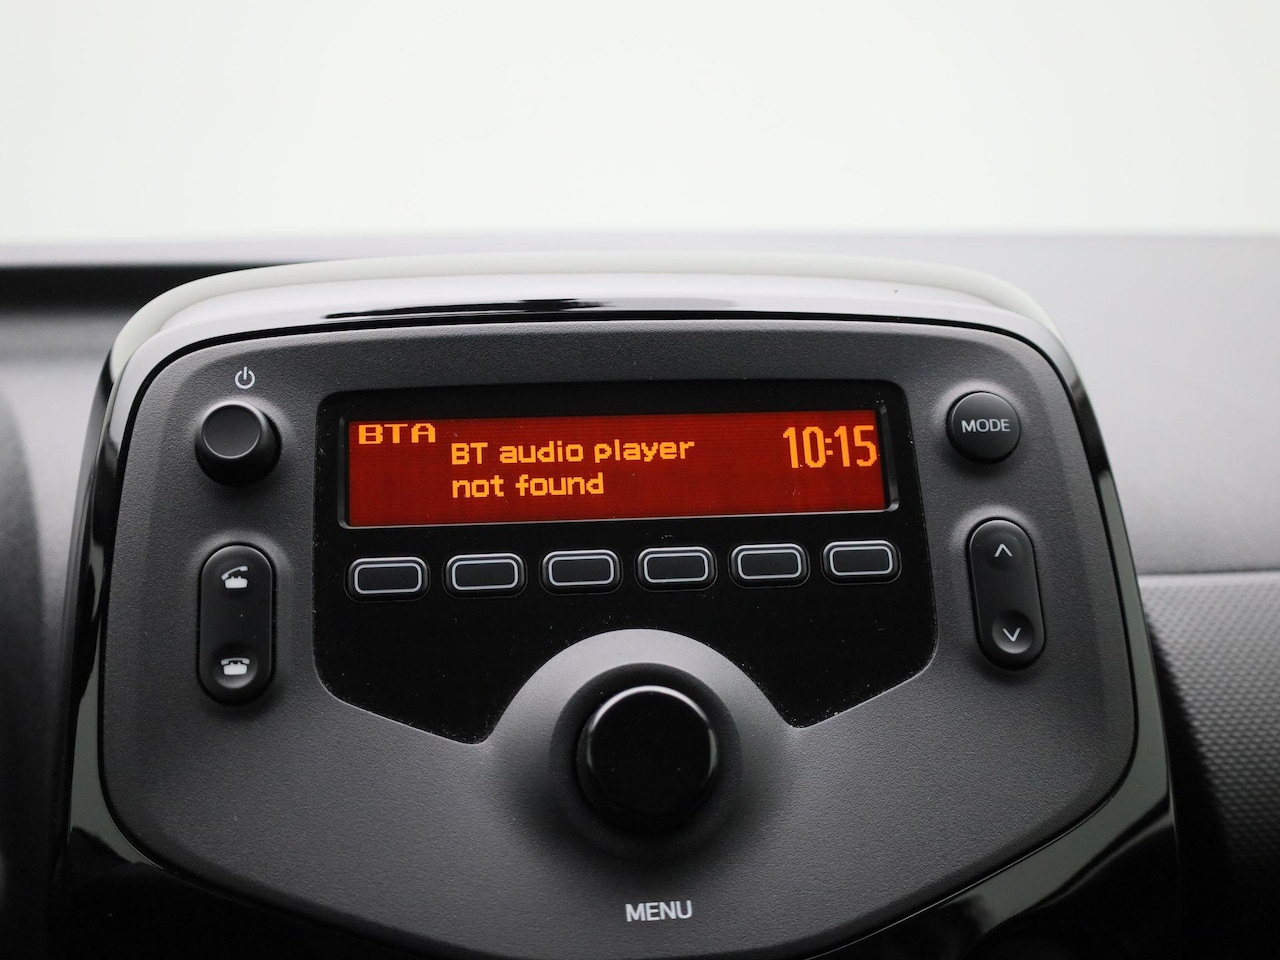 BTA
BT audio player
not found
10:15
MODE
MENU